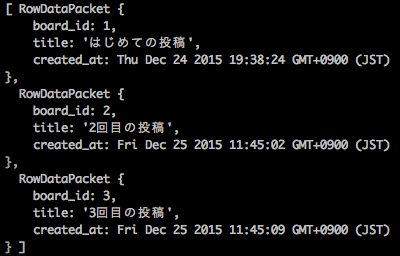 [ RowDataPacket {
    board_id: 1,
    title: 'はじめての投稿',
    created_at: Thu Dec 24 2015 19:38:24 GMT+0900 (JST)
},
  RowDataPacket {
    board_id: 2,
    title: '2回目の投稿',
    created_at: Fri Dec 25 2015 11:45:02 GMT+0900 (JST)
},
  RowDataPacket {
    board_id: 3,
    title: '3回目の投稿',
    created_at: Fri Dec 25 2015 11:45:09 GMT+0900 (JST)
} ]